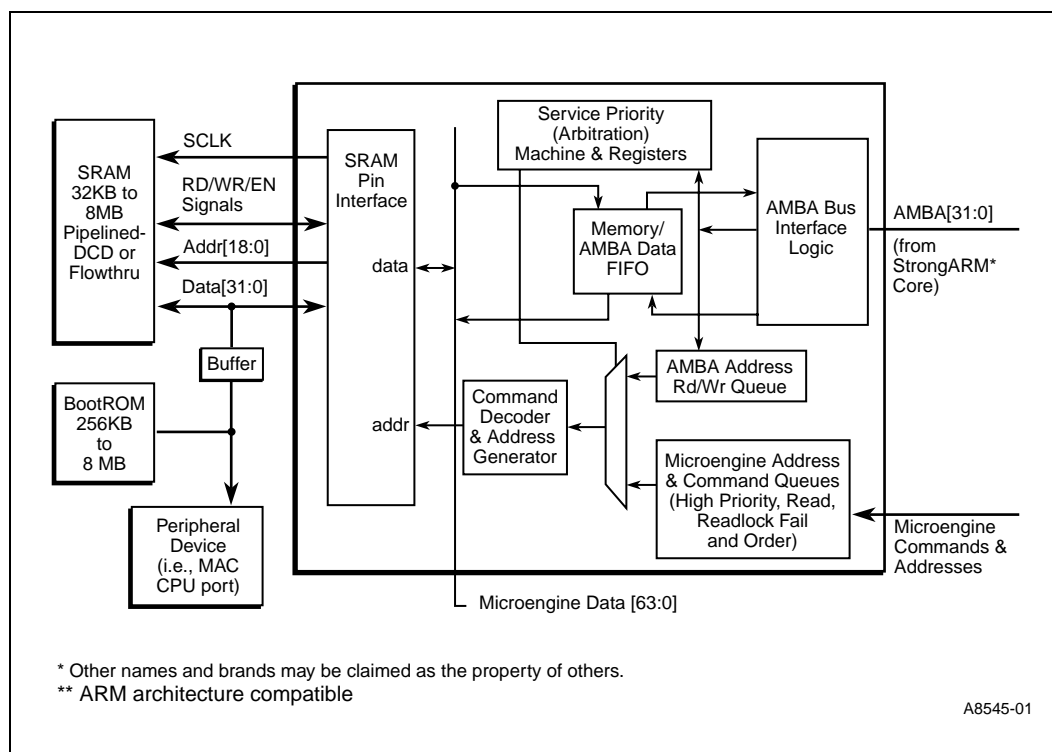 SRAM
32KB to
8MB
Pipelined-
DCD or
Flowthru
SCLK
RD/WR/EN
Signals
Addr[18:0]
Data[31:0]
Buffer
BootROM
256KB
to
8 MB
Peripheral
Device
(i.e., MAC
CPU port)
SRAM
Pin
Interface
data
addr
Service Priority
(Arbitration)
Machine & Registers
Memory/
AMBA Data
FIFO
AMBA Bus
Interface
Logic
AMBA[31:0]
(from
StrongARM*
Core)
AMBA Address
Rd/Wr Queue
Command
Decoder
& Address
Generator
Microengine Address
& Command Queues
(High Priority, Read,
Readlock Fail
and Order)
Microengine
Commands &
Addresses
Microengine Data [63:0]
* Other names and brands may be claimed as the property of others.
** ARM architecture compatible
A8545-01